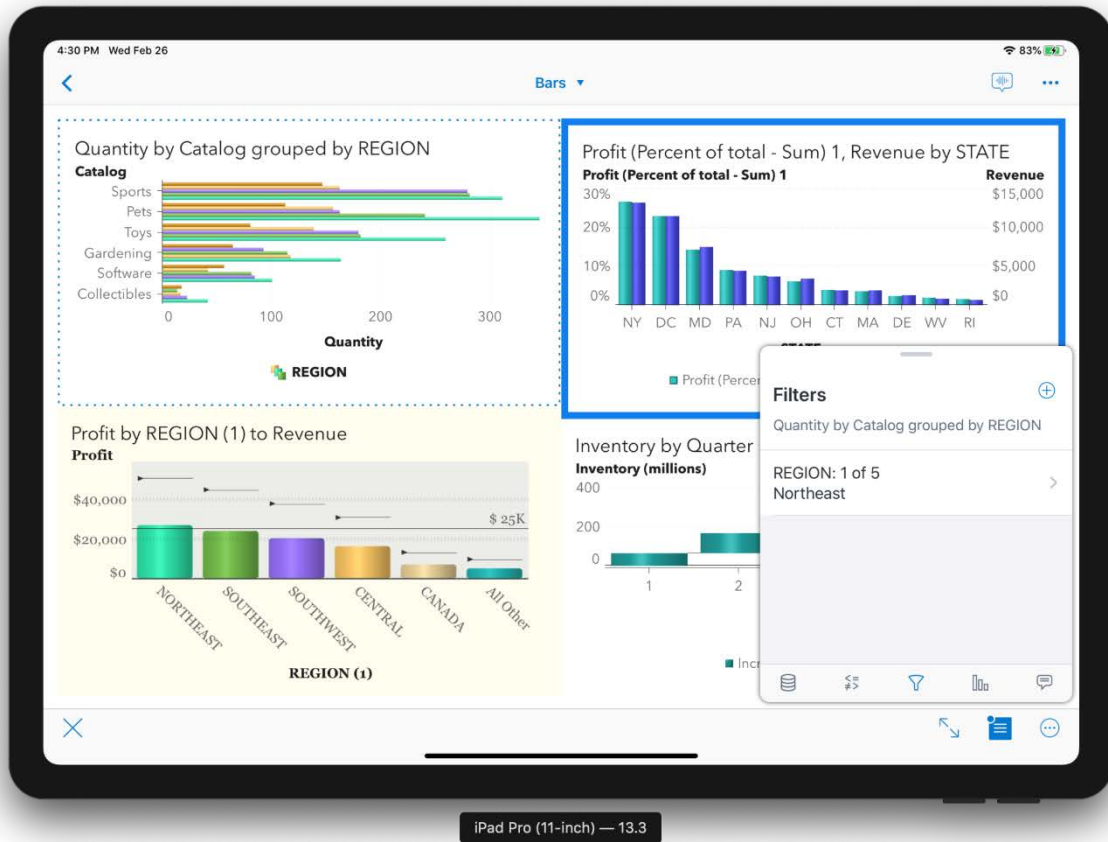 4:30 PM Wed Feb 26
83%
Bars
Quantity by Catalog grouped by REGION
Catalog
Sports
Pets
Toys
Gardening
Software
Collectibles
0 100 200 300
Quantity
REGION
Profit (Percent of total - Sum) 1, Revenue by STATE
Profit (Percent of total - Sum) 1 Revenue
30% $15,000
20% $10,000
10% $5,000
0% $0
NY DC MD PA NJ OH CT MA DE WV RI
Profit (Percer
Profit by REGION (1) to Revenue
Profit
$40,000
$ 25K
$20,000
$0
NORTHEAST SOUTHEAST SOUTHWEST CENTRAL CANADA All Other
REGION (1)
Inventory by Quarter
Inventory (millions)
400
200
0
1 2
Incr
Filters
Quantity by Catalog grouped by REGION
REGION: 1 of 5
Northeast
iPad Pro (11-inch) — 13.3